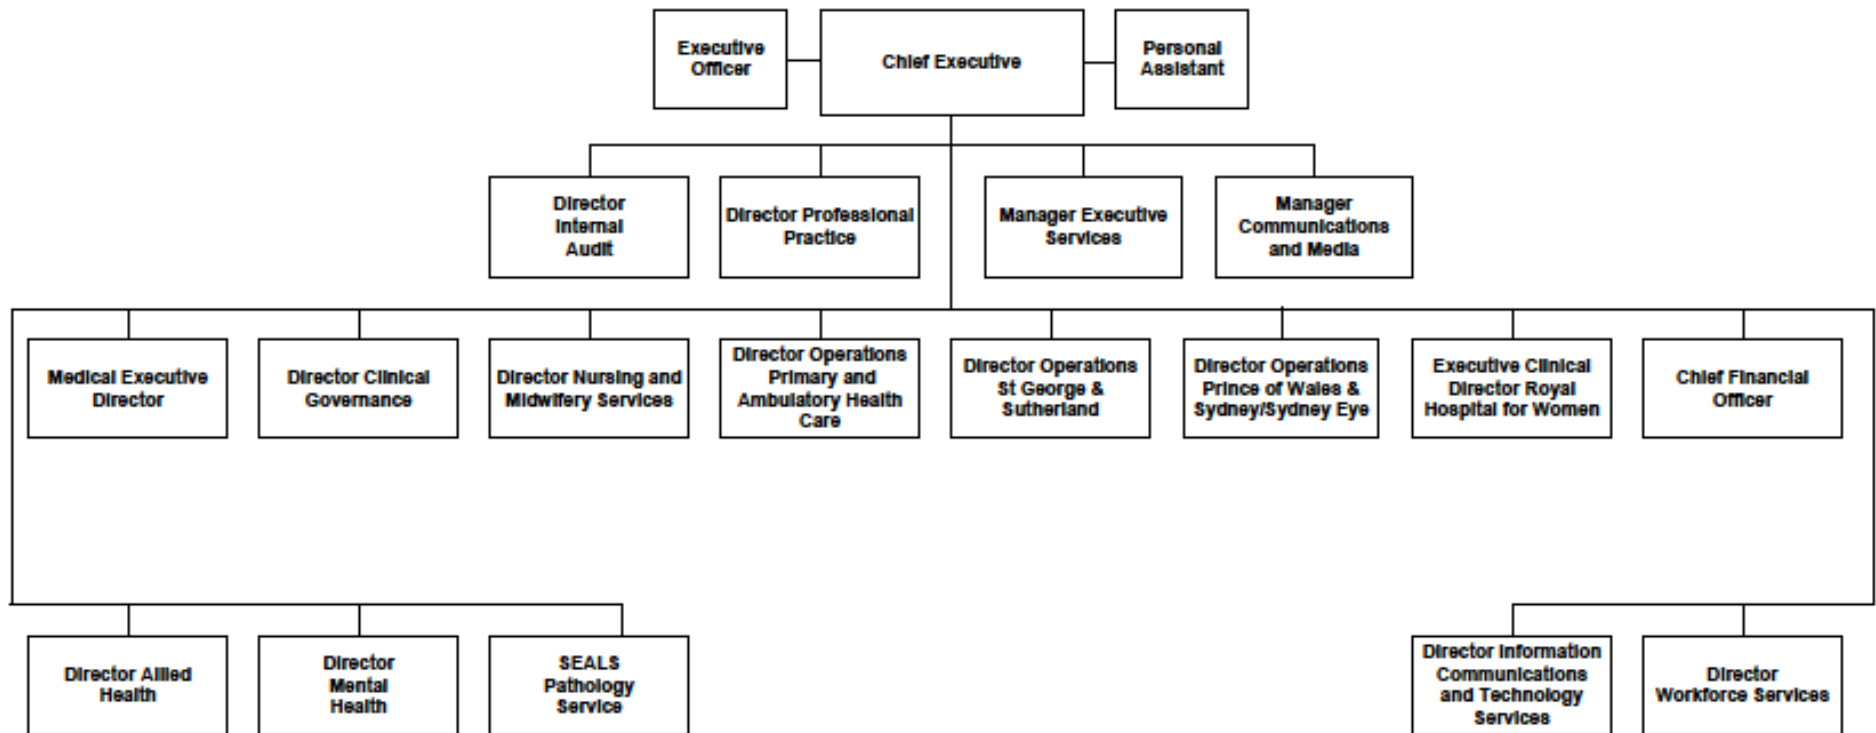 Executive
Officer
Chief Executive
Personal
Assistant
Director
Internal
Audit
Director Professional
Practice
Manager Executive
Services
Manager
Communications
and Media
Medical Executive
Director
Director Clinical
Governance
Director Nursing and
Midwifery Services
Director Operations
Primary and
Ambulatory Health
Care
Director Operations
St George &
Sutherland
Director Operations
Prince of Wales &
Sydney/Sydney Eye
Executive Clinical
Director Royal
Hospital for Women
Chief Financial
Officer
Director Allied
Health
Director
Mental
Health
SEALS
Pathology
Service
Director Information
Communications
and Technology
Services
Director
Workforce Services